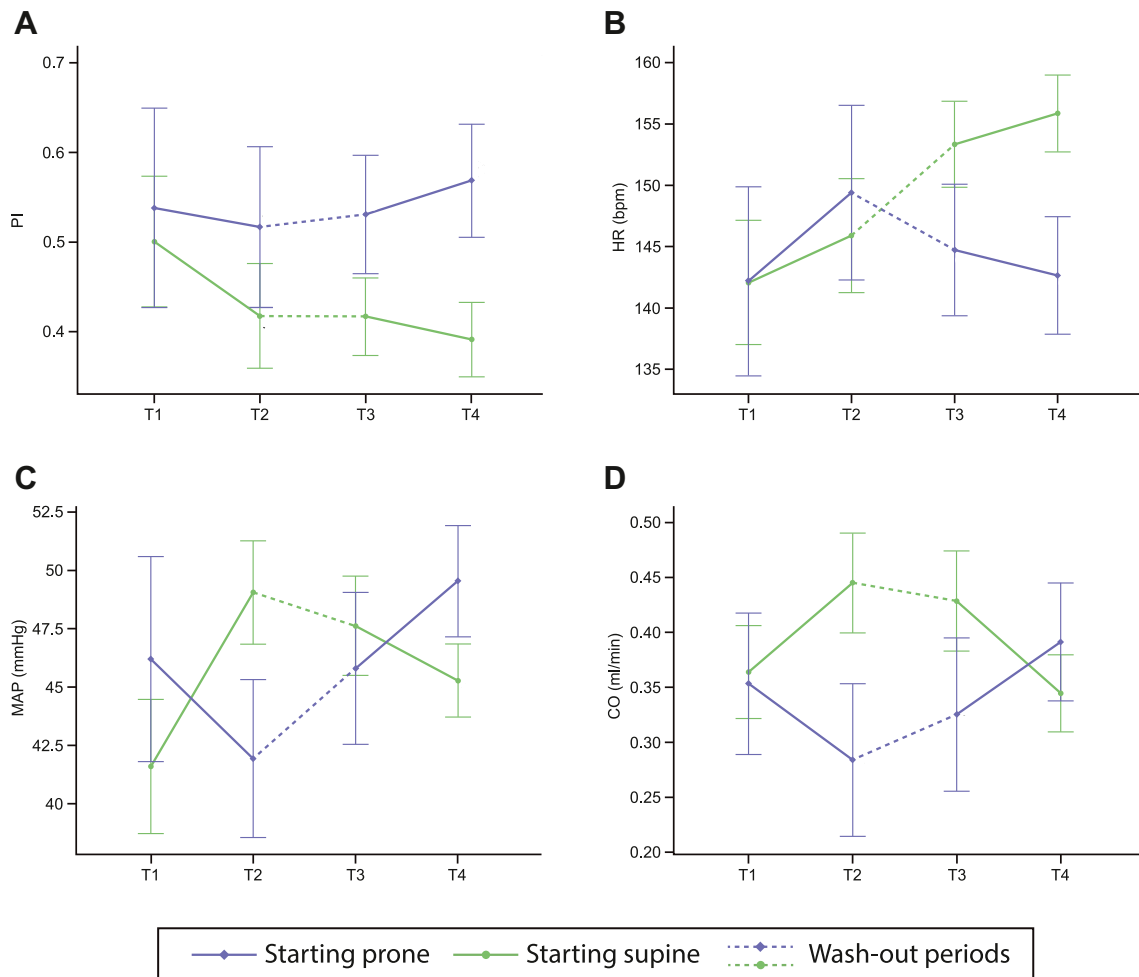 A
B
0.7
0.6
0.5
0.4
PI
T1 T2 T3 T4
160
155
150
145
140
135
HR (bpm)
T1 T2 T3 T4
C
D
52.5
50
47.5
45
42.5
40
MAP (mmHg)
T1 T2 T3 T4
0.50
0.45
0.40
0.35
0.30
0.25
0.20
CO (ml/min)
T1 T2 T3 T4
Starting prone Starting supine Wash-out periods